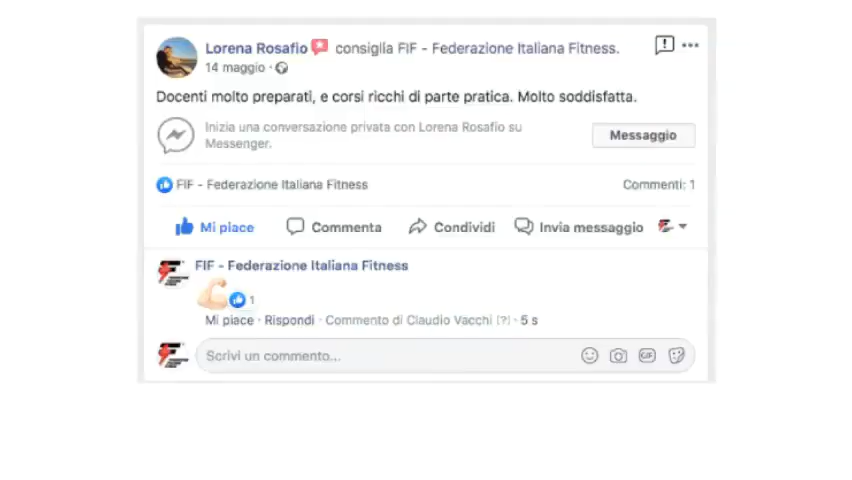 Lorena Rosafio consiglia FIF - Federazione Italiana Fitness.
14 maggio ·
Docenti molto preparati, e corsi ricchi di parte pratica. Molto soddisfatta.
Inizia una conversazione privata con Lorena Rosafio su
Messenger.
Messaggio
FIF - Federazione Italiana Fitness
Commenti: 1
Mi piace Commenta Condividi Invia messaggio
FIF - Federazione Italiana Fitness
1
Mi piace · Rispondi · Commento di Claudio Vacchi [?] · 5 s
Scrivi un commento...
GIF